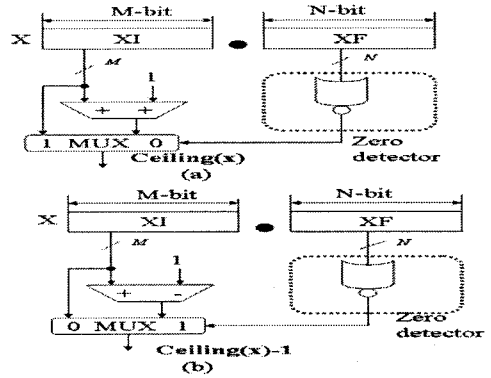 M-bit N-bit
X XI XF
M N
1
+ +
1 MUX 0
Zero
detector
Ceiling(x)
(a)
M-bit N-bit
X XI XF
M N
1
+ -
0 MUX 1
Zero
detector
Ceiling(x)-1
(b)